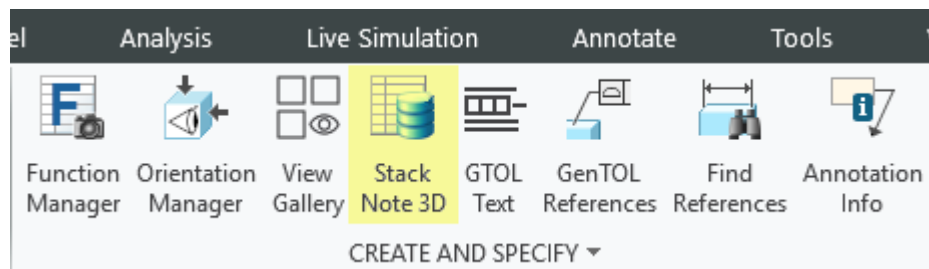 el Analysis Live Simulation Annotate Tools
Function Orientation View Stack GTOL GenTOL Find Annotation
Manager Manager Gallery Note 3D Text References References Info
CREATE AND SPECIFY